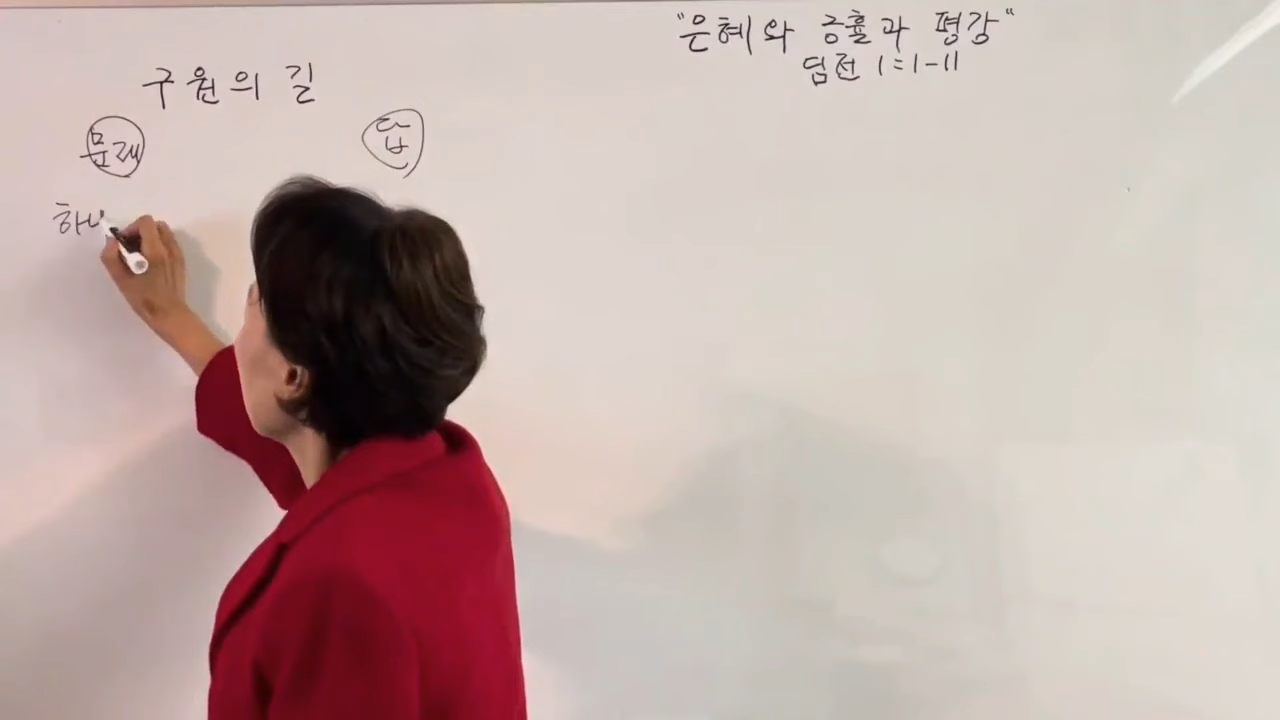 "은혜와 긍휼과 평강"
딤전 1:1-11
구원의 길
문제
답
하나